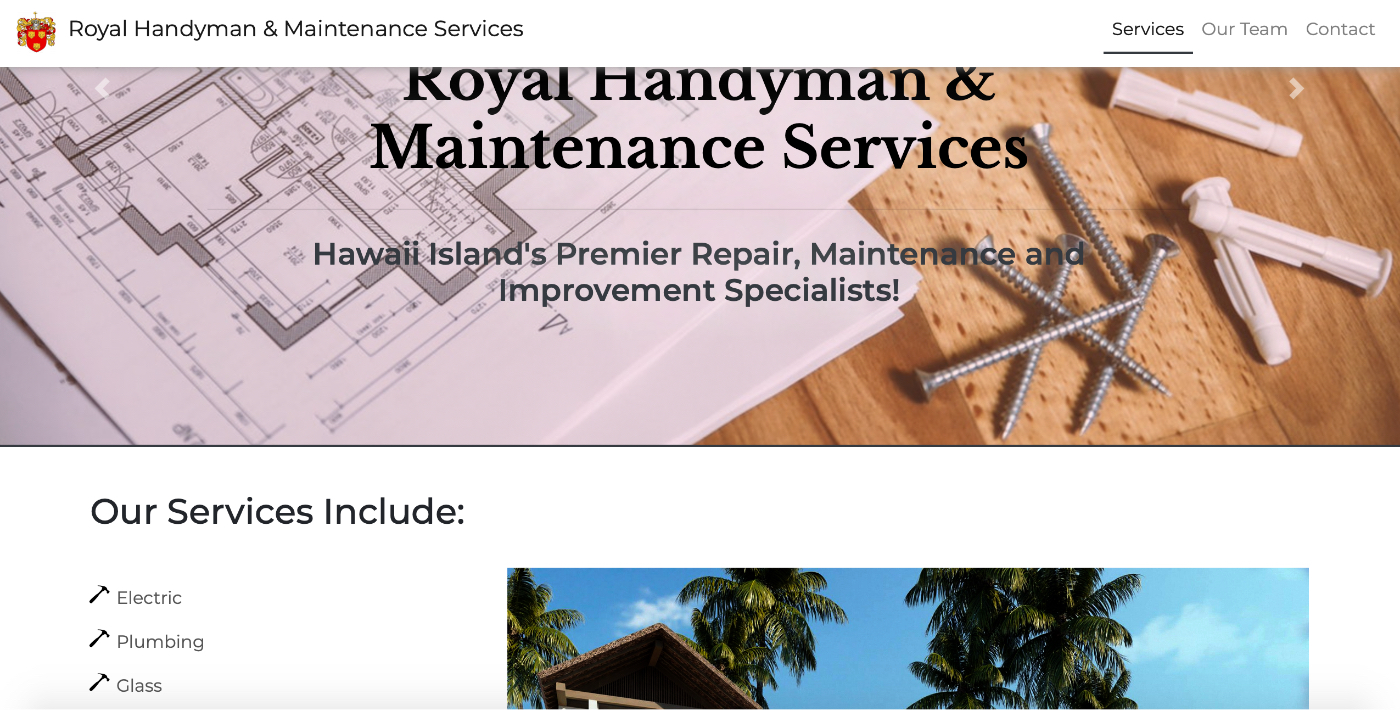 Royal Handyman & Maintenance Services
Services Our Team Contact
Royal Handyman &
Maintenance Services
Hawaii Island's Premier Repair, Maintenance and
Improvement Specialists!
Our Services Include:
Electric
Plumbing
Glass